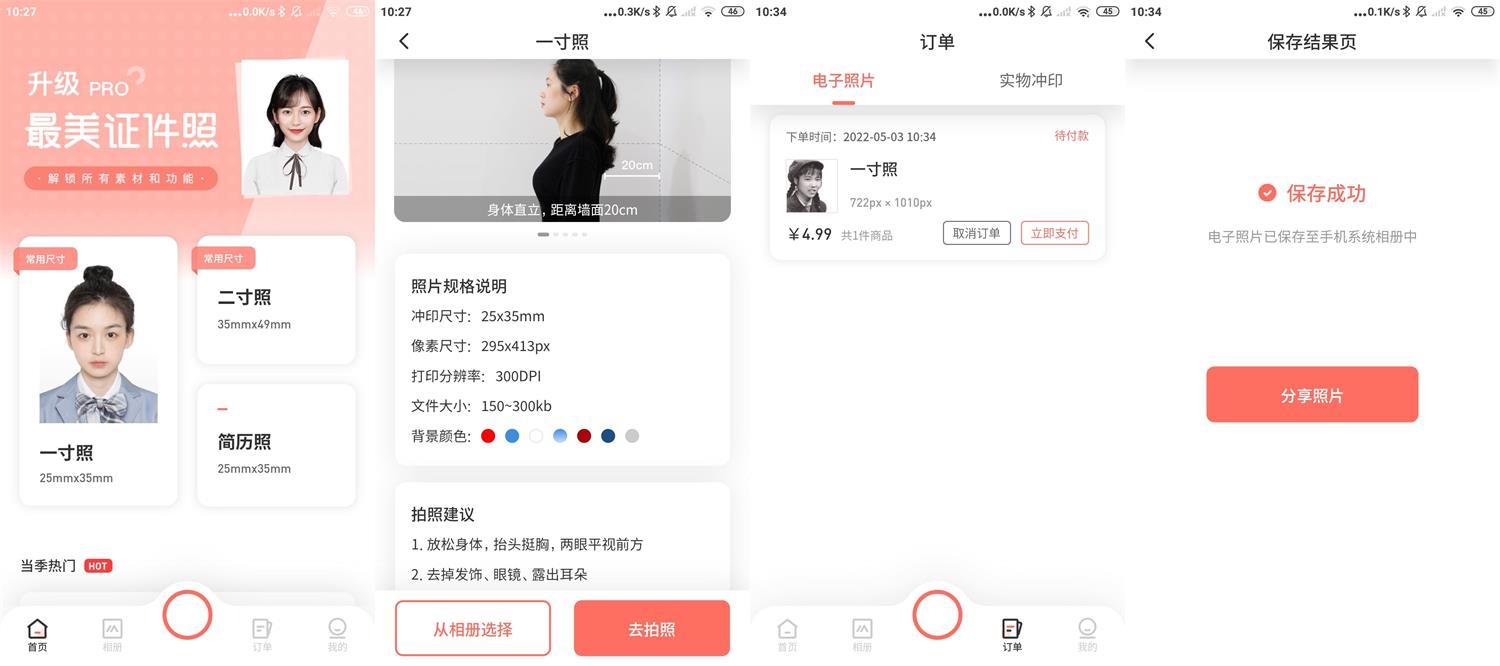 10:27
...0.0K/s
46
升级 PRO
最美证件照
·解锁所有素材和功能·
常用尺寸
一寸照
25mmx35mm
常用尺寸
二寸照
35mmx49mm
简历照
25mmx35mm
当季热门 HOT
首页
相册
订单
我的
10:27
...0.3K/s
46
一寸照
20cm
身体直立，距离墙面20cm
照片规格说明
冲印尺寸：25x35mm
像素尺寸：295x413px
打印分辨率：300DPI
文件大小：150~300kb
背景颜色：
拍照建议
1. 放松身体，抬头挺胸，两眼平视前方
2. 去掉发饰、眼镜、露出耳朵
从相册选择
去拍照
10:34
...0.0K/s
45
订单
电子照片
实物冲印
下单时间：2022-05-03 10:34
待付款
一寸照
722px × 1010px
￥4.99 共1件商品
取消订单
立即支付
首页
相册
订单
我的
10:34
...0.1K/s
45
保存结果页
保存成功
电子照片已保存至手机系统相册中
分享照片